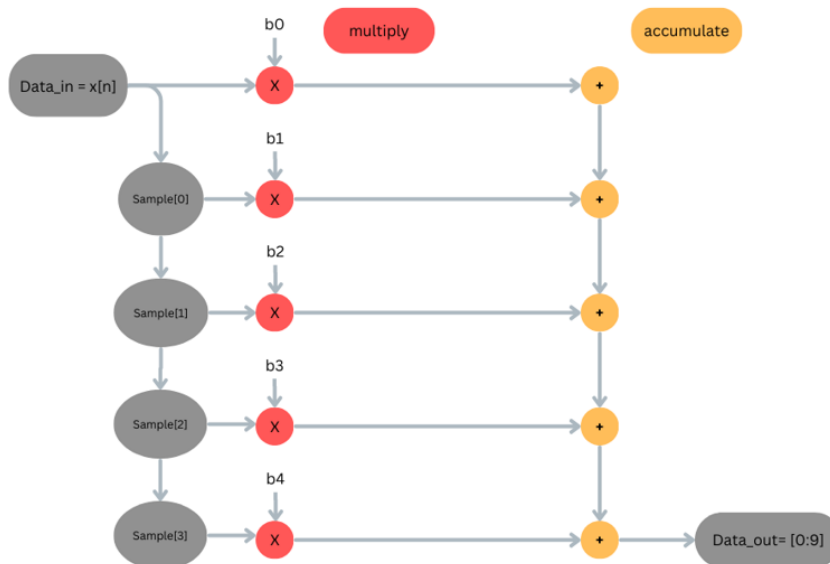 b0
multiply
accumulate
Data_in = x[n]
X
+
b1
Sample[0]
X
+
b2
Sample[1]
X
+
b3
Sample[2]
X
+
b4
Sample[3]
X
+
Data_out= [0:9]